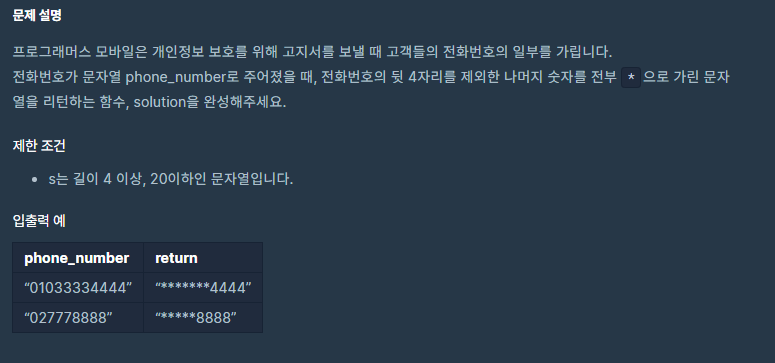 문제 설명
프로그래머스 모바일은 개인정보 보호를 위해 고지서를 보낼 때 고객들의 전화번호의 일부를 가립니다.
전화번호가 문자열 phone_number로 주어졌을 때, 전화번호의 뒷 4자리를 제외한 나머지 숫자를 전부 * 으로 가린 문자
열을 리턴하는 함수, solution을 완성해주세요.
제한 조건
• s는 길이 4 이상, 20이하인 문자열입니다.
입출력 예
phone_number return
“01033334444” “*******4444”
“027778888” “*****8888”